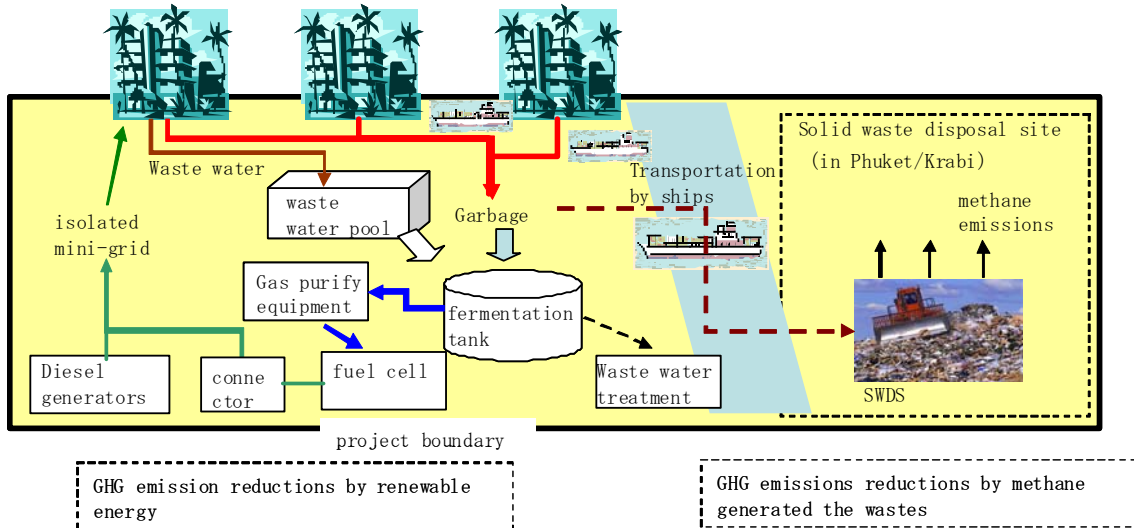 Solid waste disposal site
(in Phuket/Krabi)
Waste water
Transportation
by ships
waste
water pool
Garbage
methane
emissions
isolated
mini-grid
Gas purify
equipment
fermentation
tank
Diesel
generators
conne
ctor
fuel cell
Waste water
treatment
SWDS
project boundary
GHG emission reductions by renewable
energy
GHG emissions reductions by methane
generated the wastes